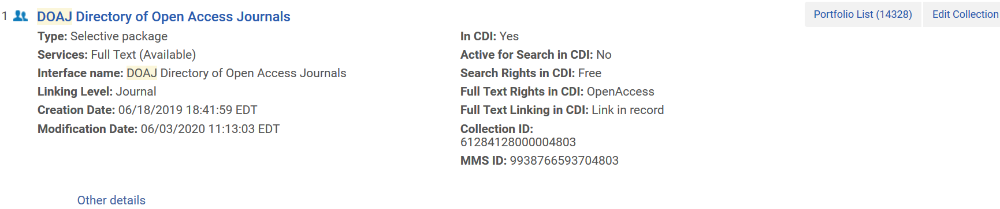 1 DOAJ Directory of Open Access Journals
Portfolio List (14328) Edit Collection
Type: Selective package
Services: Full Text (Available)
Interface name: DOAJ Directory of Open Access Journals
Linking Level: Journal
Creation Date: 06/18/2019 18:41:59 EDT
Modification Date: 06/03/2020 11:13:03 EDT
In CDI: Yes
Active for Search in CDI: No
Search Rights in CDI: Free
Full Text Rights in CDI: OpenAccess
Full Text Linking in CDI: Link in record
Collection ID:
61284128000004803
MMS ID: 9938766593704803
Other details